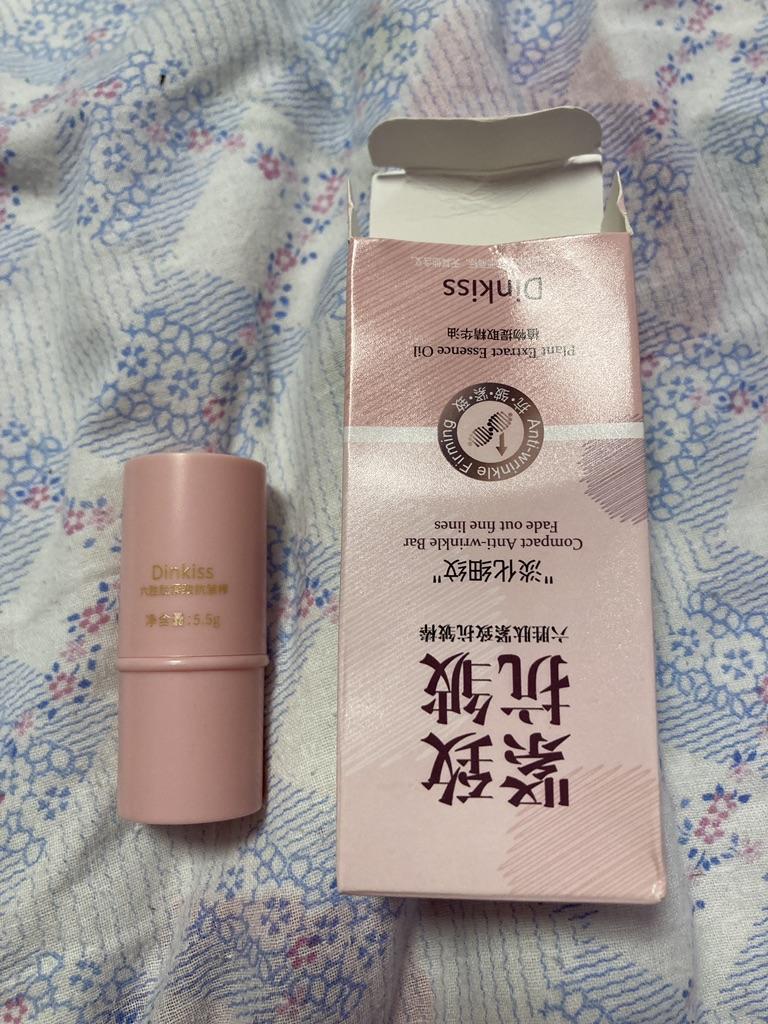 Dinkiss
六胜肽紧致抗皱棒
净含量:5.5g
紧致
抗皱
六胜肽紧致抗皱棒
"淡化细纹"
Compact Anti-wrinkle Bar
Fade out fine lines
Anti-wrinkle Firming
抗·皱·紧·致
Plant Extract Essence Oil
植物提取精华油
Dinkiss